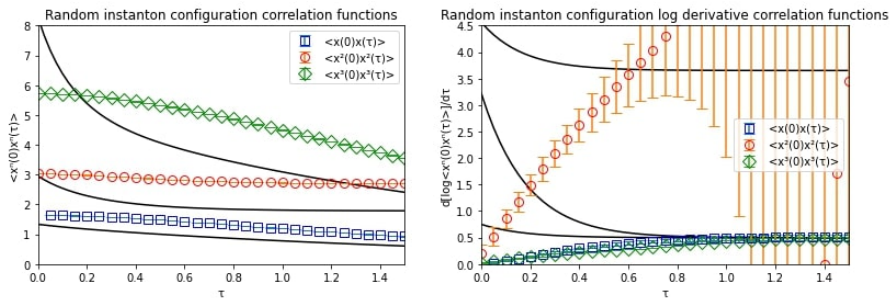 Random instanton configuration correlation functions
<xⁿ(0)xⁿ(τ)>
8
7
6
5
4
3
2
1
0
<x(0)x(τ)>
<x²(0)x²(τ)>
<x³(0)x³(τ)>
0.0 0.2 0.4 0.6 0.8 1.0 1.2 1.4
τ
Random instanton configuration log derivative correlation functions
d[log<xⁿ(0)xⁿ(τ)>]/dτ
4.5
4.0
3.5
3.0
2.5
2.0
1.5
1.0
0.5
0.0
<x(0)x(τ)>
<x²(0)x²(τ)>
<x³(0)x³(τ)>
0.0 0.2 0.4 0.6 0.8 1.0 1.2 1.4
τ